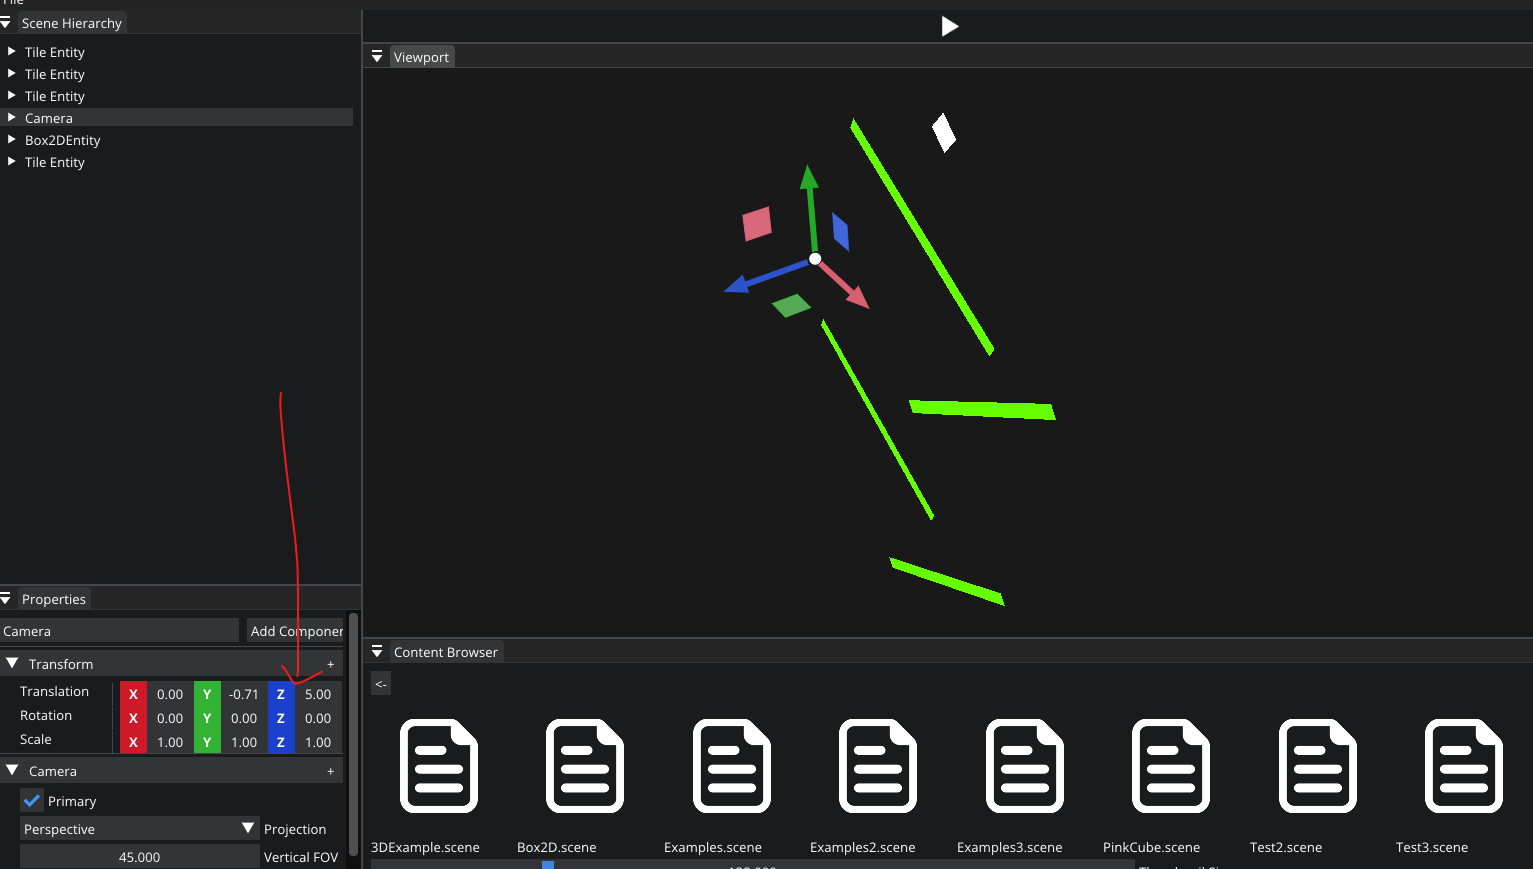 File
Scene Hierarchy
Tile Entity
Tile Entity
Tile Entity
Camera
Box2DEntity
Tile Entity
Viewport
Properties
Camera
Add Componer
Transform +
Translation X 0.00 Y -0.71 Z 5.00
Rotation X 0.00 Y 0.00 Z 0.00
Scale X 1.00 Y 1.00 Z 1.00
Camera +
Primary
Perspective Projection
45.000 Vertical FOV
Content Browser
<-
3DExample.scene Box2D.scene Examples.scene Examples2.scene Examples3.scene PinkCube.scene Test2.scene Test3.scene